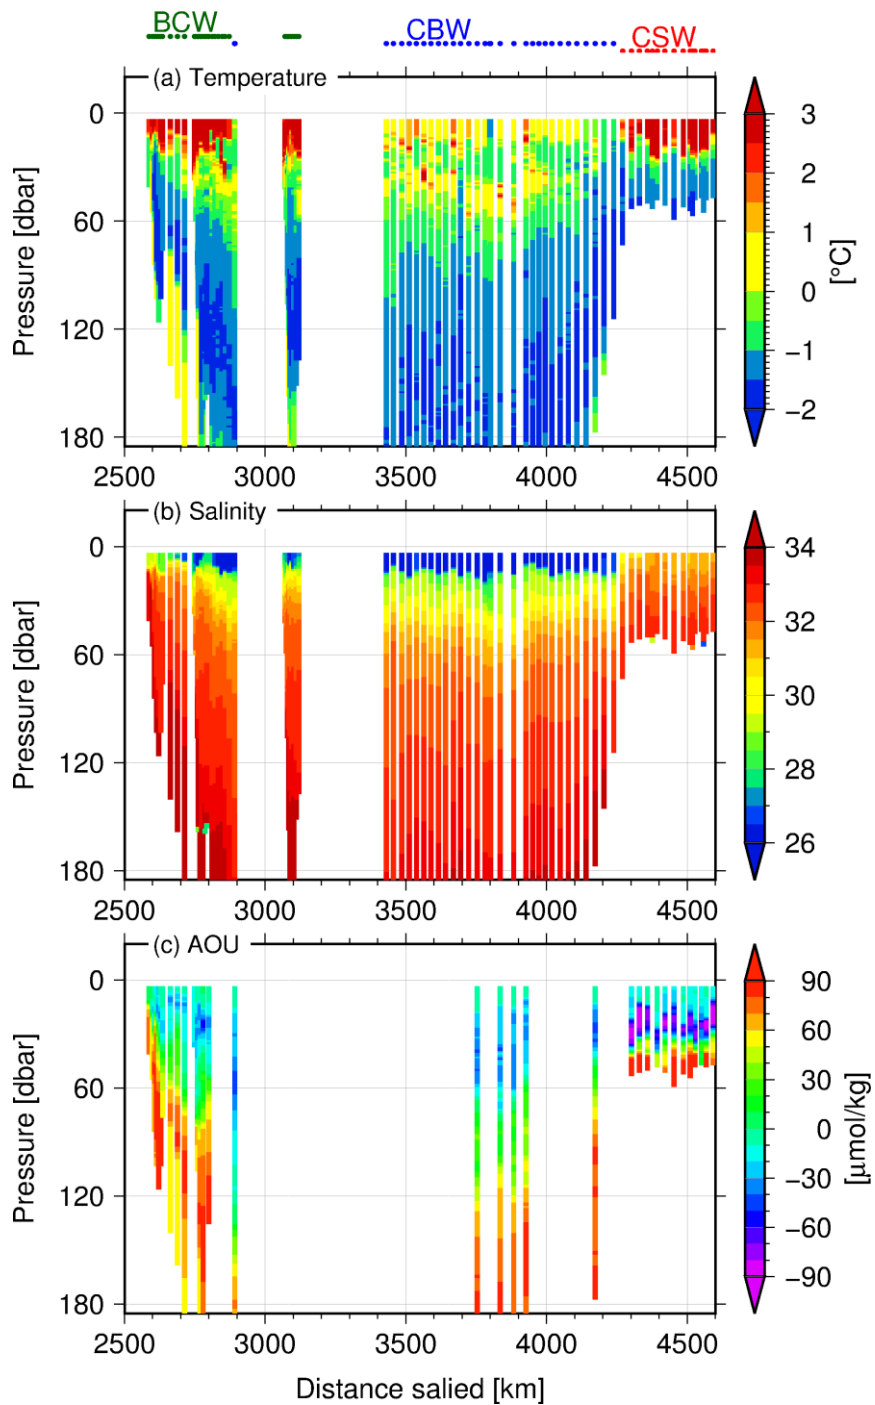 BCW CBW CSW
(a) Temperature
0
60
120
180
Pressure [dbar]
2500 3000 3500 4000 4500
3
2
1
0
−1
−2
[°C]
(b) Salinity
0
60
120
180
Pressure [dbar]
2500 3000 3500 4000 4500
34
32
30
28
26
(c) AOU
0
60
120
180
Pressure [dbar]
2500 3000 3500 4000 4500
90
60
30
0
−30
−60
−90
[μmol/kg]
Distance salied [km]